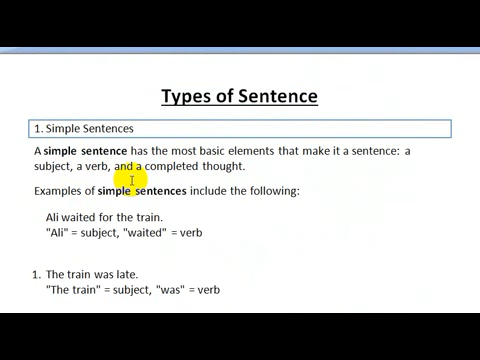 Types of Sentence
1. Simple Sentences
A simple sentence has the most basic elements that make it a sentence: a
subject, a verb, and a completed thought.
Examples of simple sentences include the following:
Ali waited for the train.
"Ali" = subject, "waited" = verb
1. The train was late.
"The train" = subject, "was" = verb